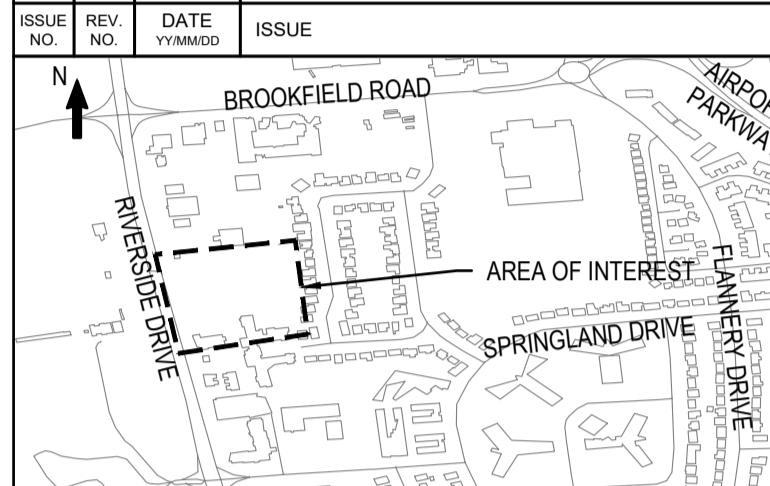 ISSUE NO.
REV. NO.
DATE
YY/MM/DD
ISSUE
N
BROOKFIELD ROAD
RIVERSIDE DRIVE
AREA OF INTEREST
SPRINGLAND DRIVE
FLANNERY DRIVE